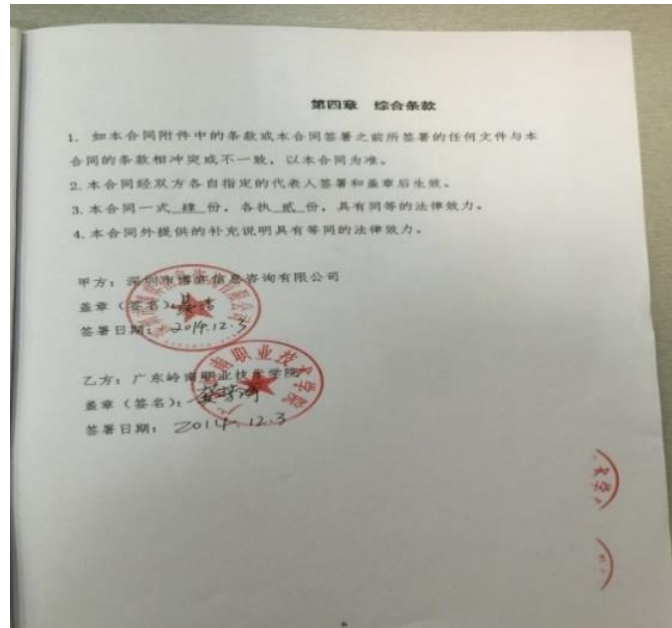 第四章 综合条款
1. 如本合同附件中的条款或本合同签署之前所签署的任何文件与本
合同的条款相冲突或不一致，以本合同为准。
2.本合同经双方各自指定的代表人签署和盖章后生效。
3.本合同一式 肆 份，各执 贰 份，具有同等的法律效力。
4.本合同外提供的补充说明具有等同的法律效力。
甲方：深圳市博宾信息咨询有限公司
盖章（签名）：
签署日期： 2014.12.3
乙方：广东岭南职业技术学院
盖章（签名）：
签署日期： 2014.12.3
6